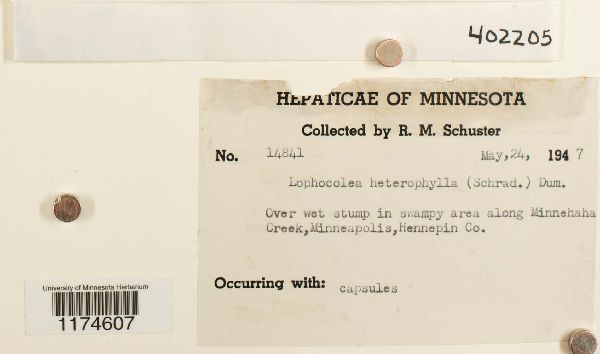 402205
HEPATICAE OF MINNESOTA
Collected by R. M. Schuster
No. 14841 May,24, 1947
Lophocolea heterophylla (Schrad.) Dum.
Over wet stump in swampy area along Minnehaha
Creek,Minneapolis,Hennepin Co.
Occurring with: capsules
University of Minnesota Herbarium
1174607